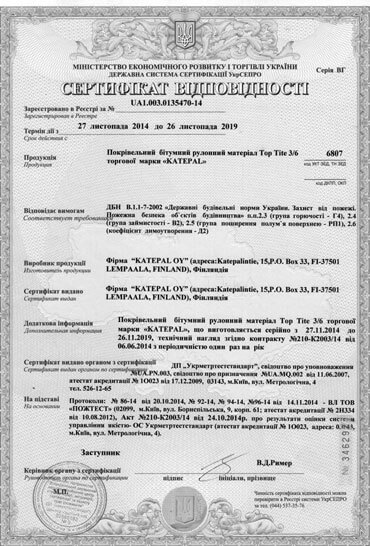 МІНІСТЕРСТВО ЕКОНОМІЧНОГО РОЗВИТКУ І ТОРГІВЛІ УКРАЇНИ
ДЕРЖАВНА СИСТЕМА СЕРТИФІКАЦІЇ УкрСЕПРО
Серія ВГ
СЕРТИФІКАТ ВІДПОВІДНОСТІ
Зареєстровано в Реєстрі за № UA1.003.0135470-14
Зарегистрирован в Реестре
Термін дії з 27 листопада 2014 до 26 листопада 2019
Срок действия с
Продукція Покрівельний бітумний рулонний матеріал Top Tite 3/6 6807
Продукция торгової марки «KATEPAL»
код УКТ ЗЕД, ТН ЗЕД
код ДКПП, ОКП
Відповідає вимогам ДБН В.1.1-7-2002 «Державні будівельні норми України. Захист від пожежі.
Соответствует требованиям Пожежна безпека об'єктів будівництва» п.п.2.3 (група горючості - Г4), 2.4
(група займистості - В2), 2.5 (група поширення полум'я поверхнею - РП1), 2.6
(коефіцієнт димоутворення - Д2)
Виробник продукції Фірма “KATEPAL OY” (адреса:Katepalintie, 15,P.O. Box 33, FI-37501
Изготовитель продукции LEMPAALA, FINLAND), Фінляндія
Сертифікат видано Фірма “KATEPAL OY” (адреса:Katepalintie, 15,P.O. Box 33, FI-37501
Сертификат выдан LEMPAALA, FINLAND), Фінляндія
Додаткова інформація Покрівельний бітумний рулонний матеріал Top Tite 3/6 торгової
Дополнительная информация марки «KATEPAL», що виготовляється серійно з 27.11.2014 до
26.11.2019, технічний нагляд згідно контракту №210-К2003/14 від
06.06.2014 з періодичністю один раз на рік
Сертифікат видано органом з сертифікації ДП „Укрметртестстандарт”, свідоцтво про уповноваження
Сертификат выдан органом по сертификации №UA.PN.003, свідоцтво про призначення №UA.MQ.002 від 11.06.2007,
атестат акредитації № 1О023 від 17.12.2009, 03143, м.Київ, вул. Метрологічна, 4
тел. 526-12-65
На підставі Протоколи: № 86-14 від 20.10.2014, № 92-14, № 94-14, №96-14 від 14.11.2014 - ВЛ ТОВ
На основании «ПОЖТЕСТ» (02099, м.Київ, вул. Бориспільська, 9, корп. 61, атестат акредитації № 2Н334
від 10.08.2012), Акт №210-К2003/14 від 24.10.2014р. про результати оцінки системи
управління якістю ОС Укрметртестстандарт (атестат акредитації № 1О023, адреса:
м.Київ, вул. Метрологічна, 4).
Заступник
Керівник органу з сертифікації В.Д.Ример
Руководитель органа по сертификации підпис ініціали, прізвище
М.П.
Чинність сертифіката відповідності можна
перевірити в Реєстрі системи УкрСЕПРО
за тел. (044) 537-35-76